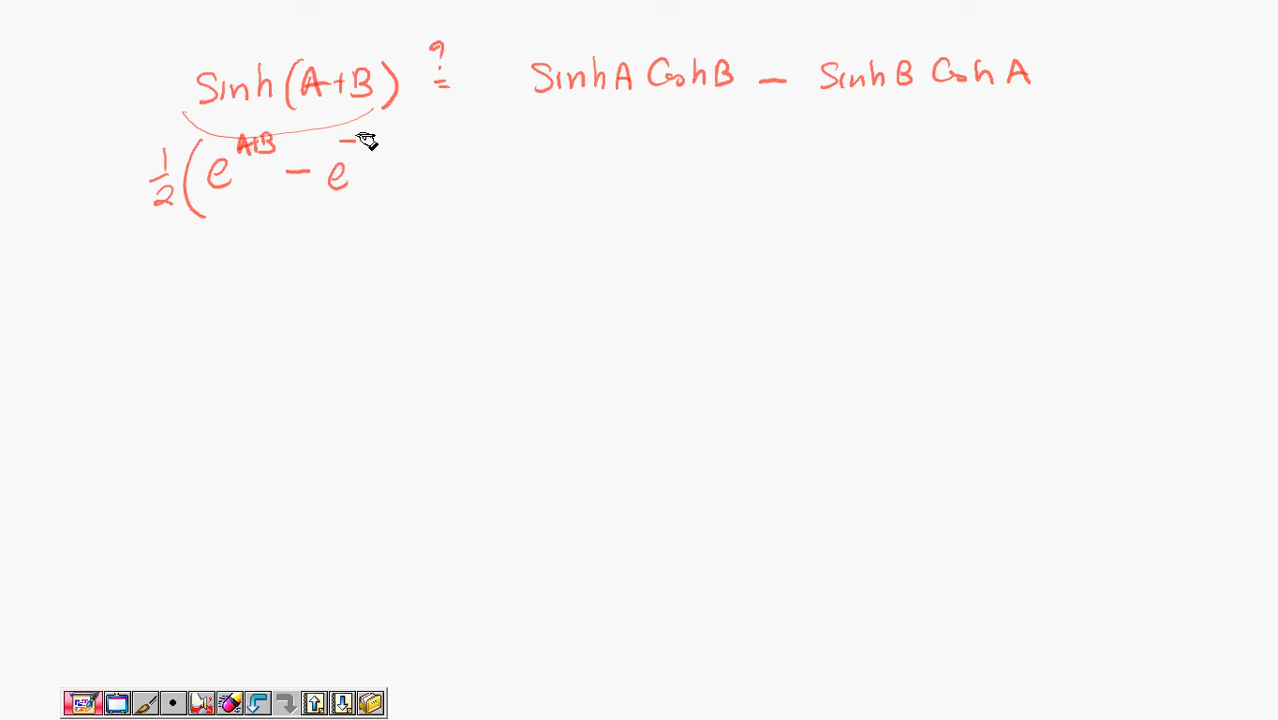 Sinh(A+B) ?= SinhA CoshB − SinhB CoshA
1/2 (e^A+B − e^−